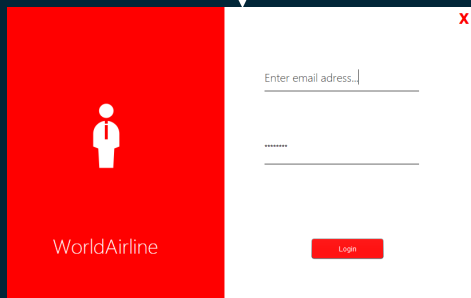 X
Enter email adress...
********
WorldAirline
Login